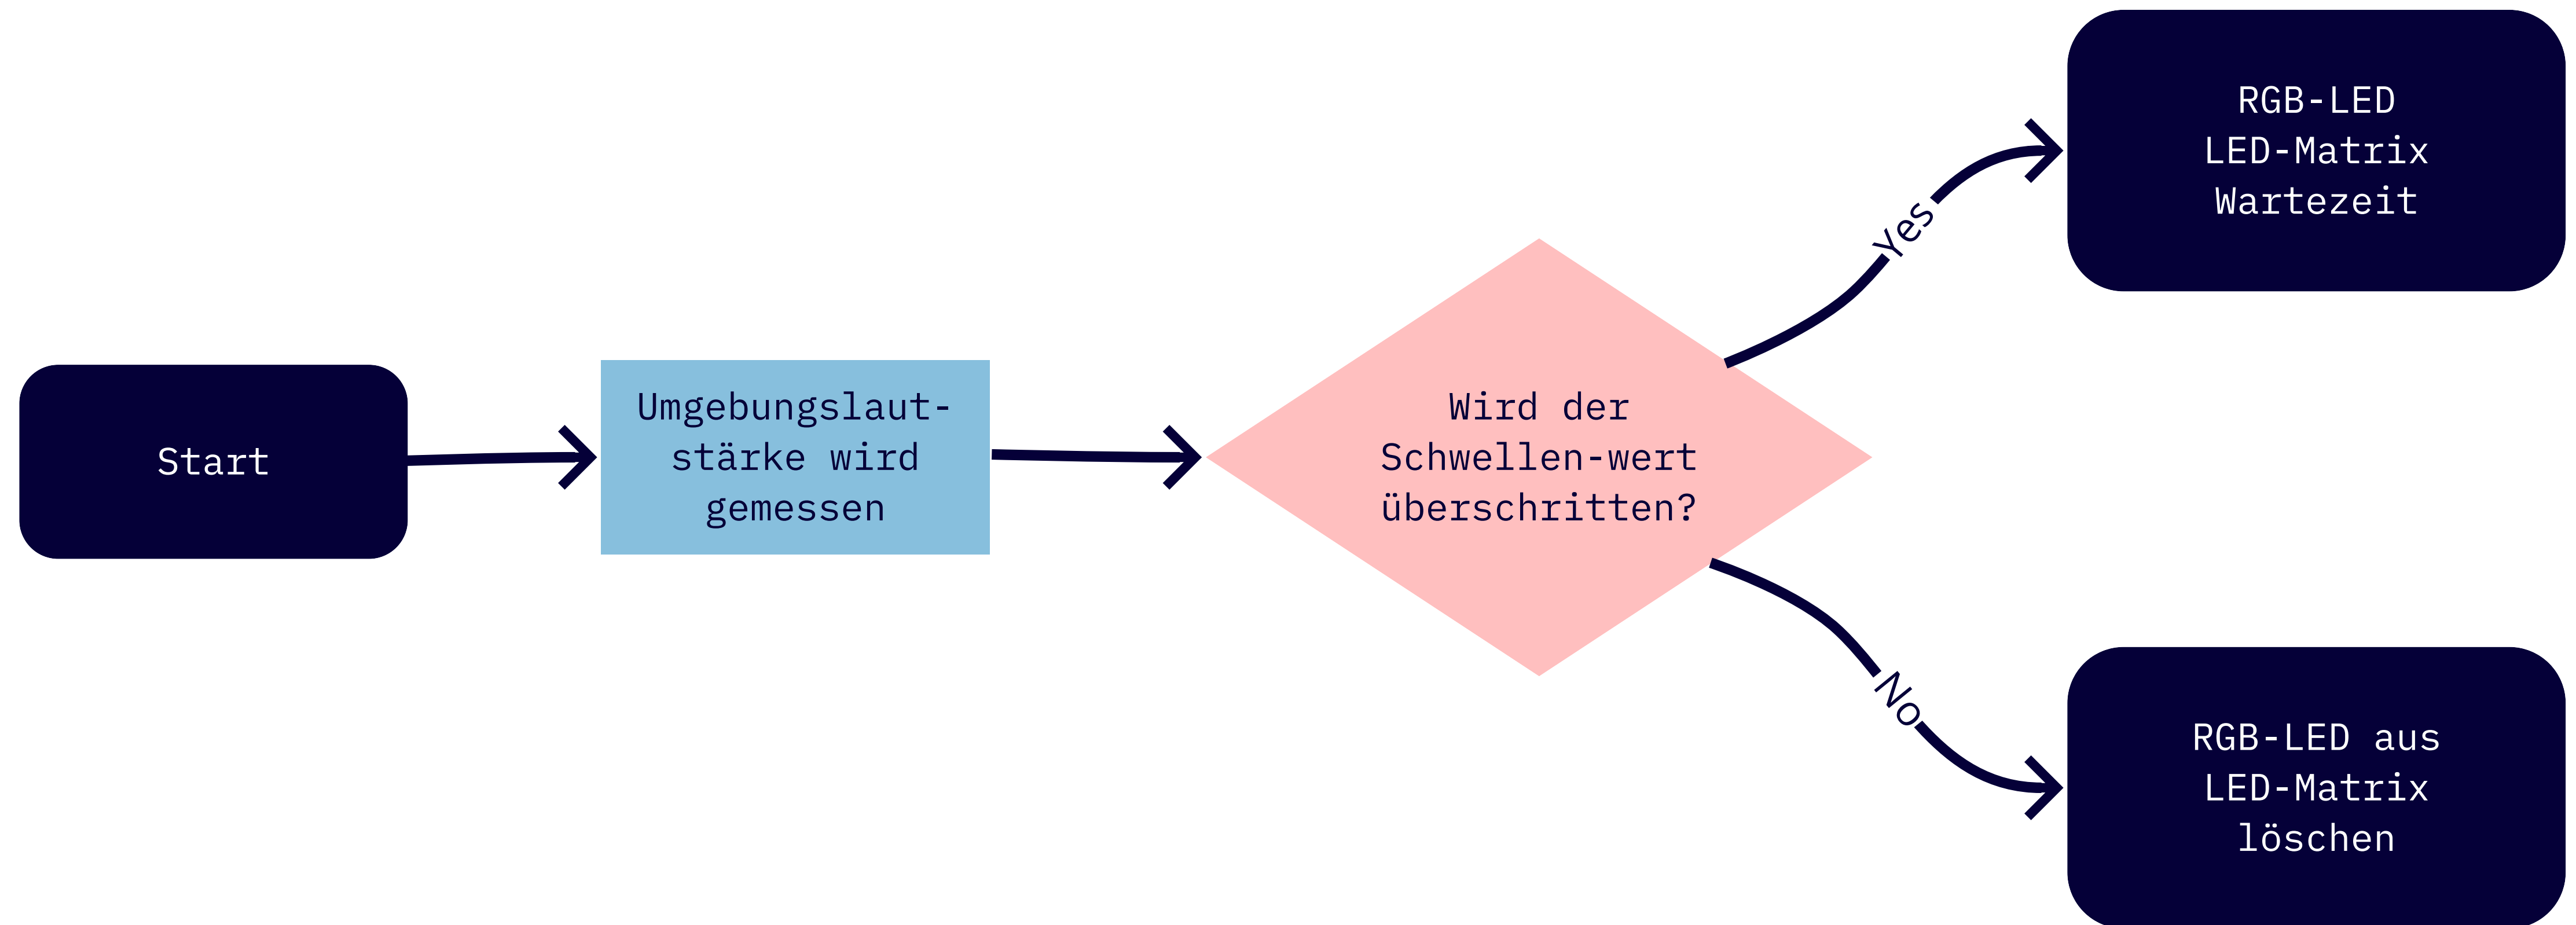 Start
Umgebungslaut-
stärke wird
gemessen
Wird der
Schwellen-wert
überschritten?
Yes
RGB-LED
LED-Matrix
Wartezeit
No
RGB-LED aus
LED-Matrix
löschen